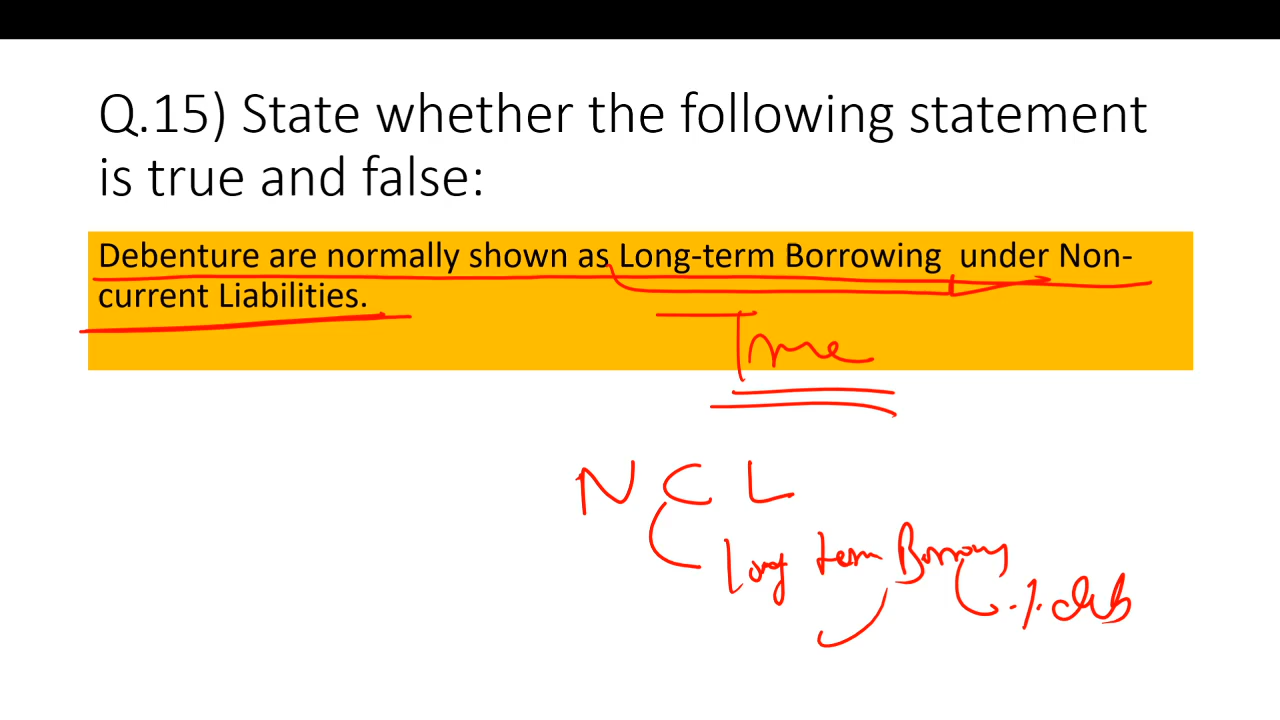 Q.15) State whether the following statement
is true and false:
Debenture are normally shown as Long-term Borrowing under Non-
current Liabilities.
True
N C L
Long term Borrowing
.%. deb